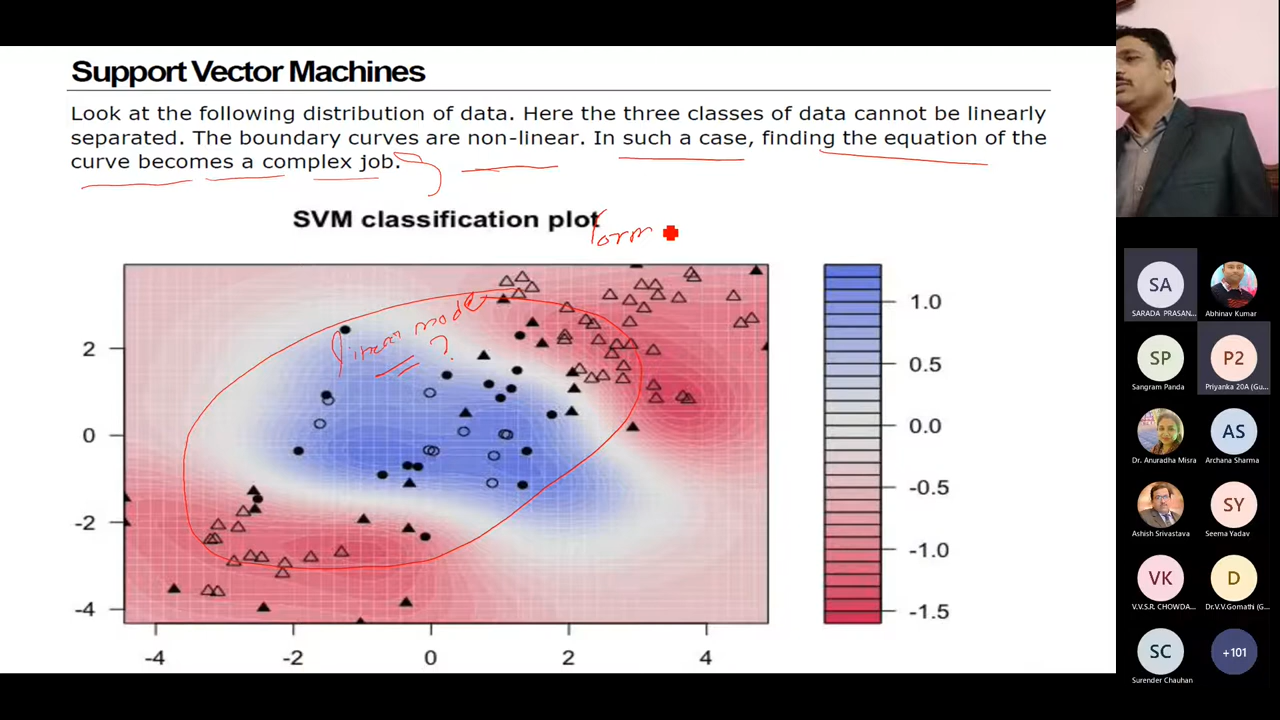 Support Vector Machines
Look at the following distribution of data. Here the three classes of data cannot be linearly
separated. The boundary curves are non-linear. In such a case, finding the equation of the
curve becomes a complex job.
SVM classification plot
form
linear model
?
2
0
-2
-4
-4
-2
0
2
4
1.0
0.5
0.0
-0.5
-1.0
-1.5
SA
SARADA PRASAN...
Abhinav Kumar
SP
Sangram Panda
P2
Priyanka 20A (Gu...
Dr. Anuradha Misra
AS
Archana Sharma
Ashish Srivastava
SY
Seema Yadav
VK
V.V.S.R. CHOWDA...
D
Dr.V.V.Gomathi (G...
SC
Surender Chauhan
+101